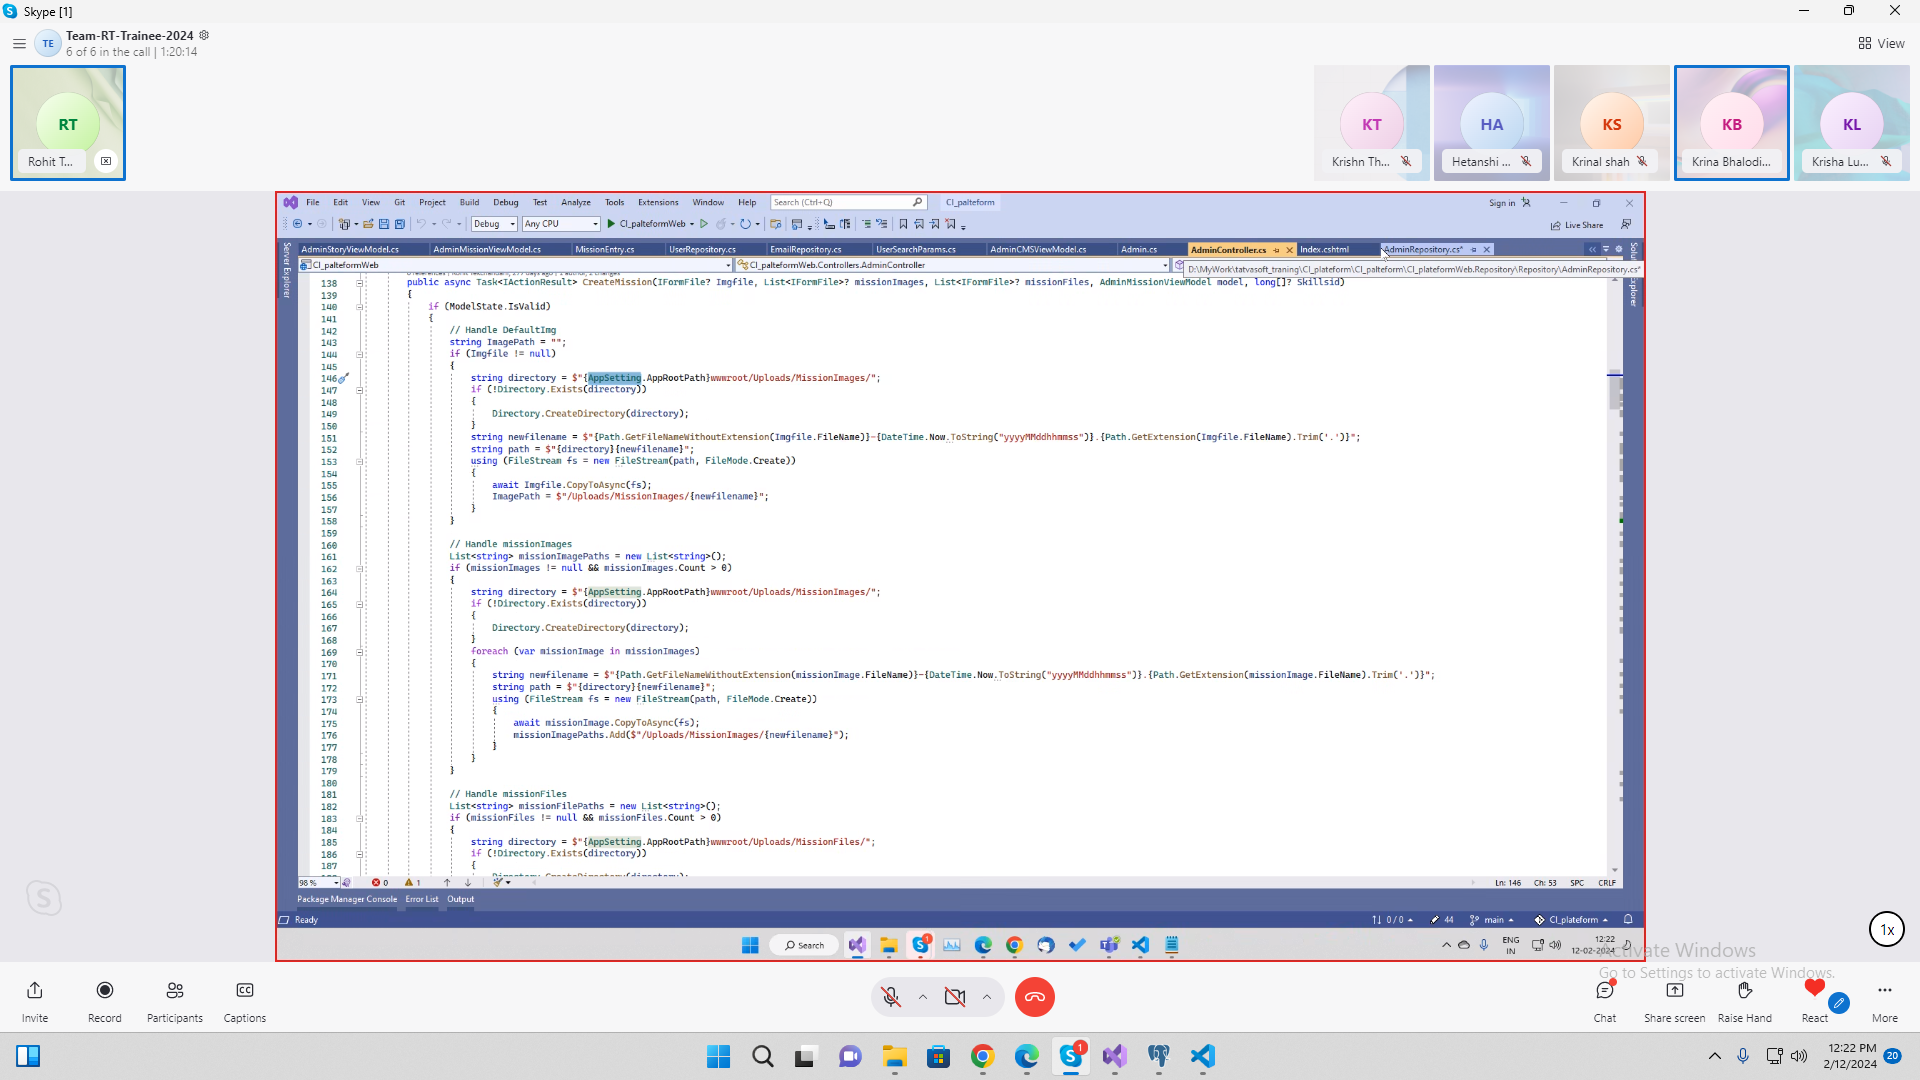 Skype [1]
TE
Team-RT-Trainee-2024
6 of 6 in the call | 1:20:14
View
RT
Rohit T...
KT
Krishn Th...
HA
Hetanshi ...
KS
Krinal shah
KB
Krina Bhalodi...
KL
Krisha Lu...
File Edit View Git Project Build Debug Test Analyze Tools Extensions Window Help Search (Ctrl+Q) CI_palteform
Sign in
Debug Any CPU CI_palteformWeb
Live Share
Server Explorer
AdminStoryViewModel.cs AdminMissionViewModel.cs MissionEntry.cs UserRepository.cs EmailRepository.cs UserSearchParams.cs AdminCMSViewModel.cs Admin.cs AdminController.cs Index.cshtml AdminRepository.cs*
CI_palteformWeb CI_palteformWeb.Controllers.AdminController
D:\MyWork\tatvasoft_traning\CI_plateform\CI_palteform\CI_plateformWeb.Repository\Repository\AdminRepository.cs*
138 public async Task<IActionResult> CreateMission(IFormFile? Imgfile, List<IFormFile>? missionImages, List<IFormFile>? missionFiles, AdminMissionViewModel model, long[]? Skillsid)
139 {
140 if (ModelState.IsValid)
141 {
142 // Handle DefaultImg
143 string ImagePath = "";
144 if (Imgfile != null)
145 {
146 string directory = $"{AppSetting.AppRootPath}wwwroot/Uploads/MissionImages/";
147 if (!Directory.Exists(directory))
148 {
149 Directory.CreateDirectory(directory);
150 }
151 string newfilename = $"{Path.GetFileNameWithoutExtension(Imgfile.FileName)}-{DateTime.Now.ToString("yyyyMMddhhmmss")}.{Path.GetExtension(Imgfile.FileName).Trim('.')}";
152 string path = $"{directory}{newfilename}";
153 using (FileStream fs = new FileStream(path, FileMode.Create))
154 {
155 await Imgfile.CopyToAsync(fs);
156 ImagePath = $"/Uploads/MissionImages/{newfilename}";
157 }
158 }
159
160 // Handle missionImages
161 List<string> missionImagePaths = new List<string>();
162 if (missionImages != null && missionImages.Count > 0)
163 {
164 string directory = $"{AppSetting.AppRootPath}wwwroot/Uploads/MissionImages/";
165 if (!Directory.Exists(directory))
166 {
167 Directory.CreateDirectory(directory);
168 }
169 foreach (var missionImage in missionImages)
170 {
171 string newfilename = $"{Path.GetFileNameWithoutExtension(missionImage.FileName)}-{DateTime.Now.ToString("yyyyMMddhhmmss")}.{Path.GetExtension(missionImage.FileName).Trim('.')}";
172 string path = $"{directory}{newfilename}";
173 using (FileStream fs = new FileStream(path, FileMode.Create))
174 {
175 await missionImage.CopyToAsync(fs);
176 missionImagePaths.Add($"/Uploads/MissionImages/{newfilename}");
177 }
178 }
179 }
180
181 // Handle missionFiles
182 List<string> missionFilePaths = new List<string>();
183 if (missionFiles != null && missionFiles.Count > 0)
184 {
185 string directory = $"{AppSetting.AppRootPath}wwwroot/Uploads/MissionFiles/";
186 if (!Directory.Exists(directory))
187 {
98 % 0 1 Ln: 146 Ch: 53 SPC CRLF
Package Manager Console Error List Output
Ready 0 / 0 44 main CI_plateform
Search
ENG
IN
12:22
12-02-2024
1x
Activate Windows
Go to Settings to activate Windows.
Invite Record Participants Captions
Chat Share screen Raise Hand React More
12:22 PM
2/12/2024
20